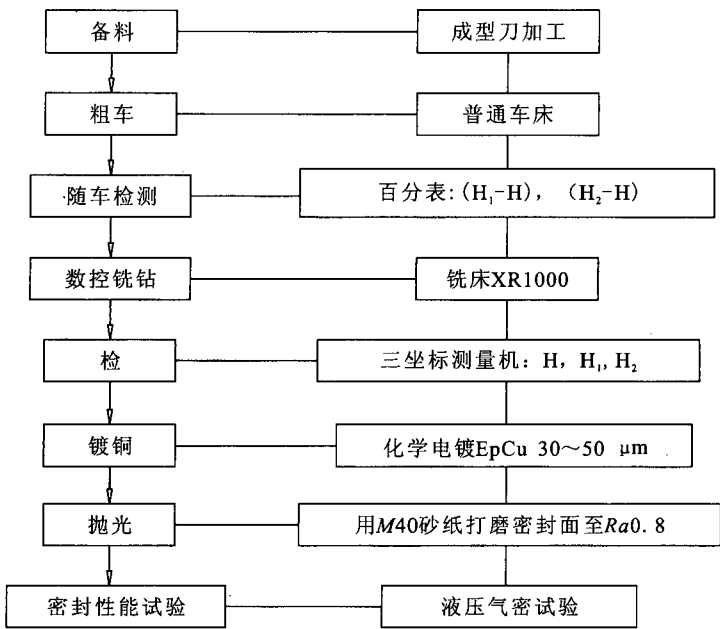 备料
成型刀加工
粗车
普通车床
随车检测
百分表:(H₁-H), (H₂-H)
数控铣钻
铣床XR1000
检
三坐标测量机: H, H₁, H₂
镀铜
化学电镀EpCu 30～50 μm
抛光
用M40砂纸打磨密封面至Ra0.8
密封性能试验
液压气密试验